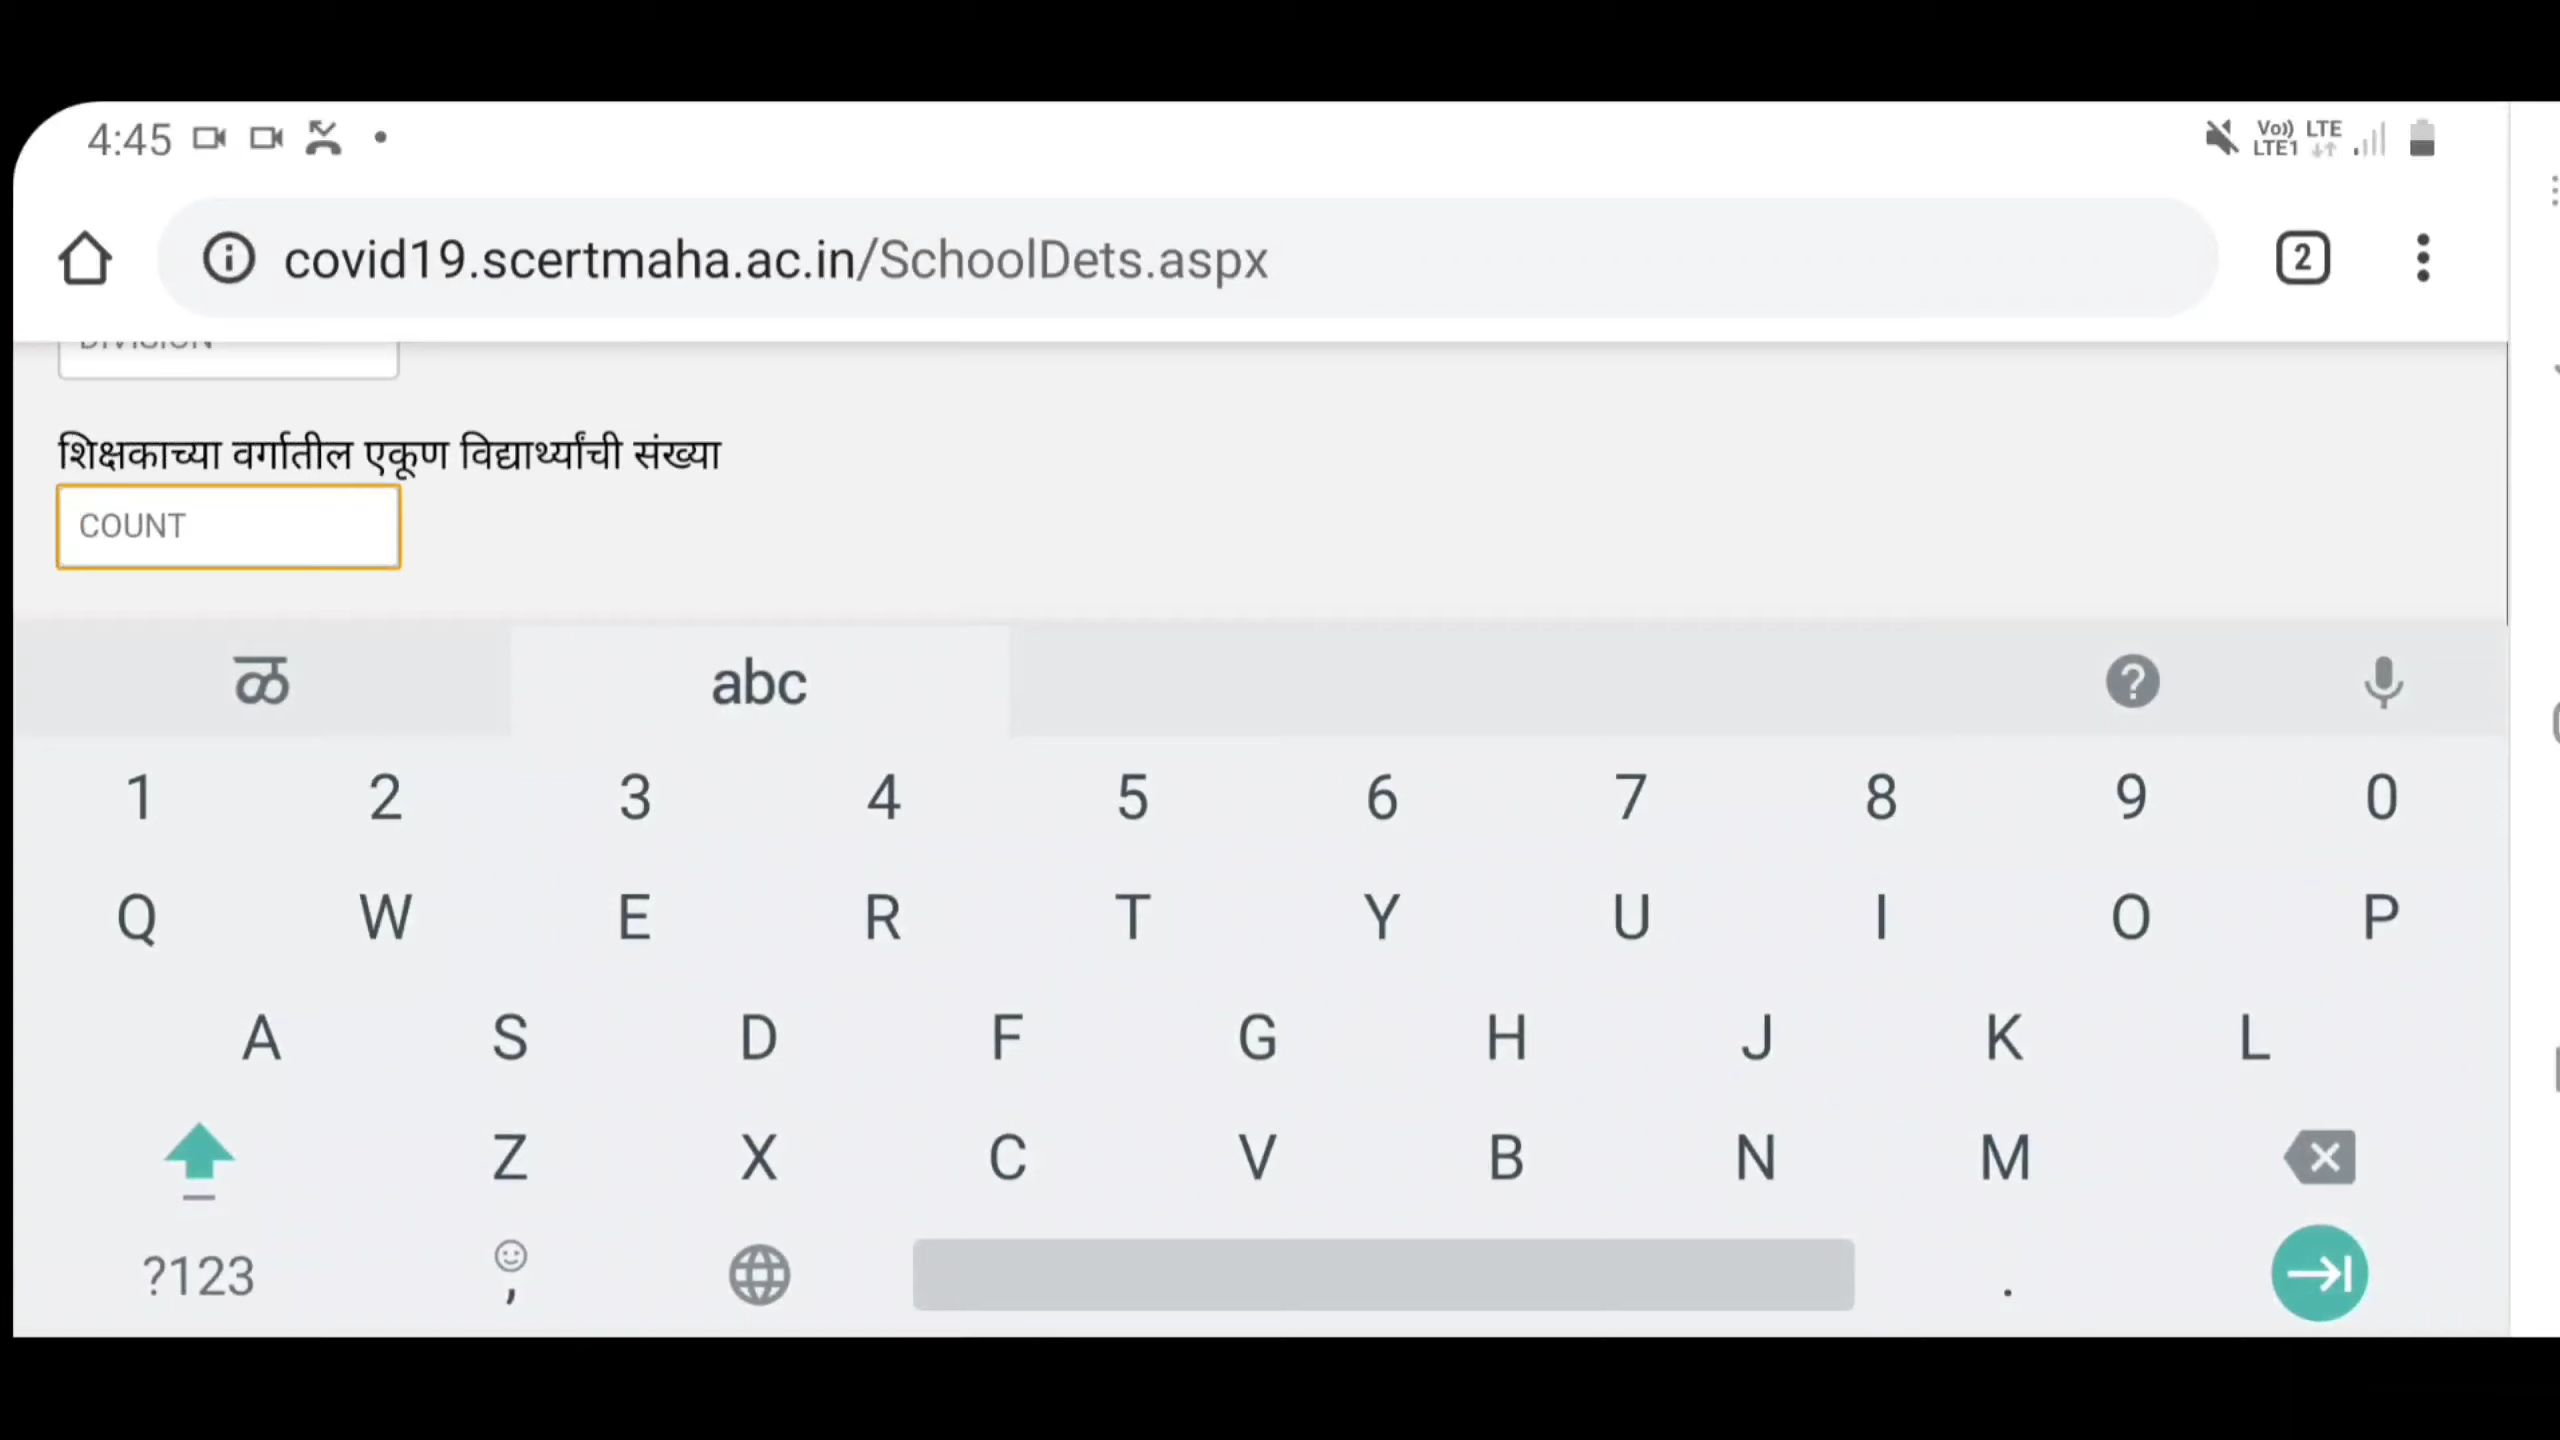 4:45
Vo)) LTE
LTE1
covid19.scertmaha.ac.in/SchoolDets.aspx
2
DIVISION
शिक्षकाच्या वर्गातील एकूण विद्यार्थ्यांची संख्या
COUNT
ळ abc ?
1 2 3 4 5 6 7 8 9 0
Q W E R T Y U I O P
A S D F G H J K L
Z X C V B N M
?123 , .